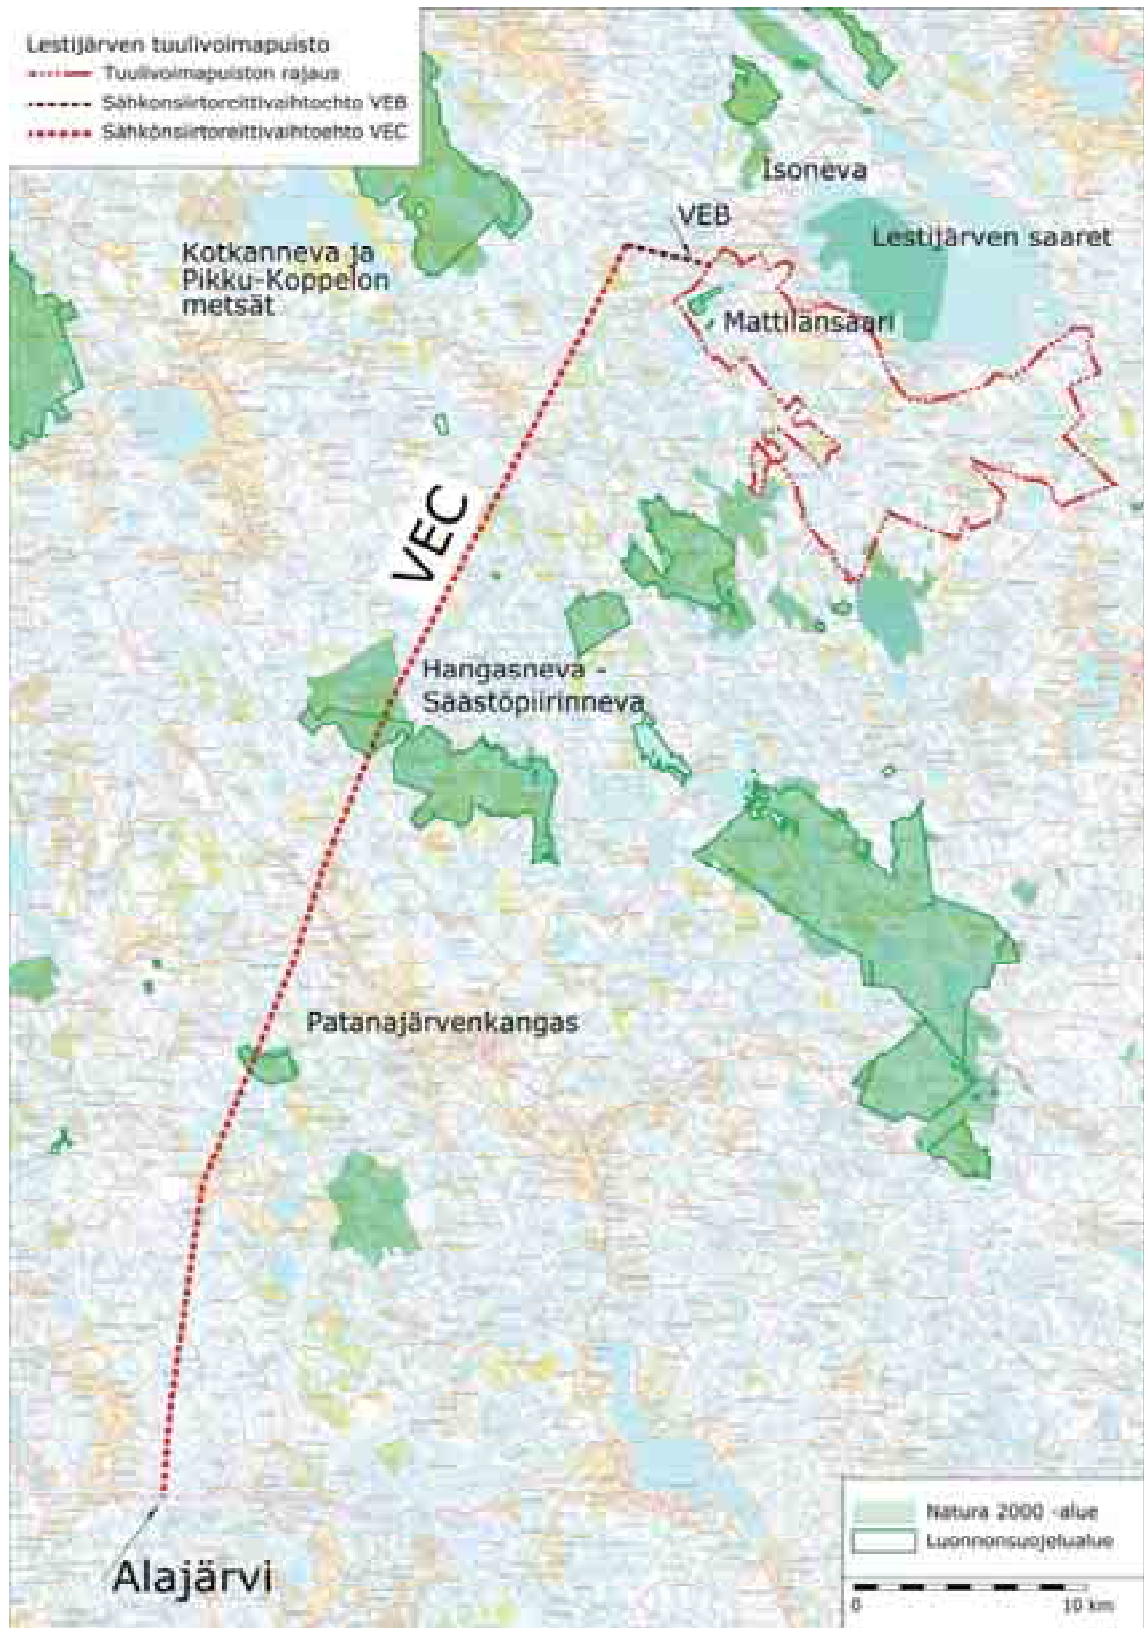 Lestijärven tuulivoimapuisto
Tuulivoimapuiston rajaus
Sähkönsiirtoreittivaihtoehto VEB
Sähkönsiirtoreittivaihtoehto VEC
Isoneva
VEB
Lestijärven saaret
Kotkanneva ja
Pikku-Koppelon
metsät
Mattilansaari
VEC
Hangasneva -
Säästöpiirinneva
Patanajärvenkangas
Alajärvi
Natura 2000 -alue
Luonnonsuojelualue
0 10 km